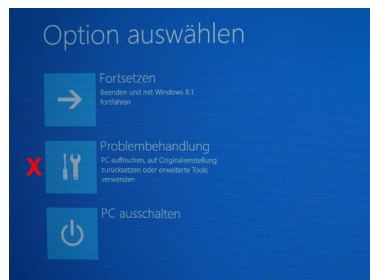 Option auswählen
Fortsetzen
Beenden und mit Windows 8.1
fortfahren
X
Problembehandlung
PC auffrischen, auf Originaleinstellung
zurücksetzen oder erweiterte Tools
verwenden
PC ausschalten